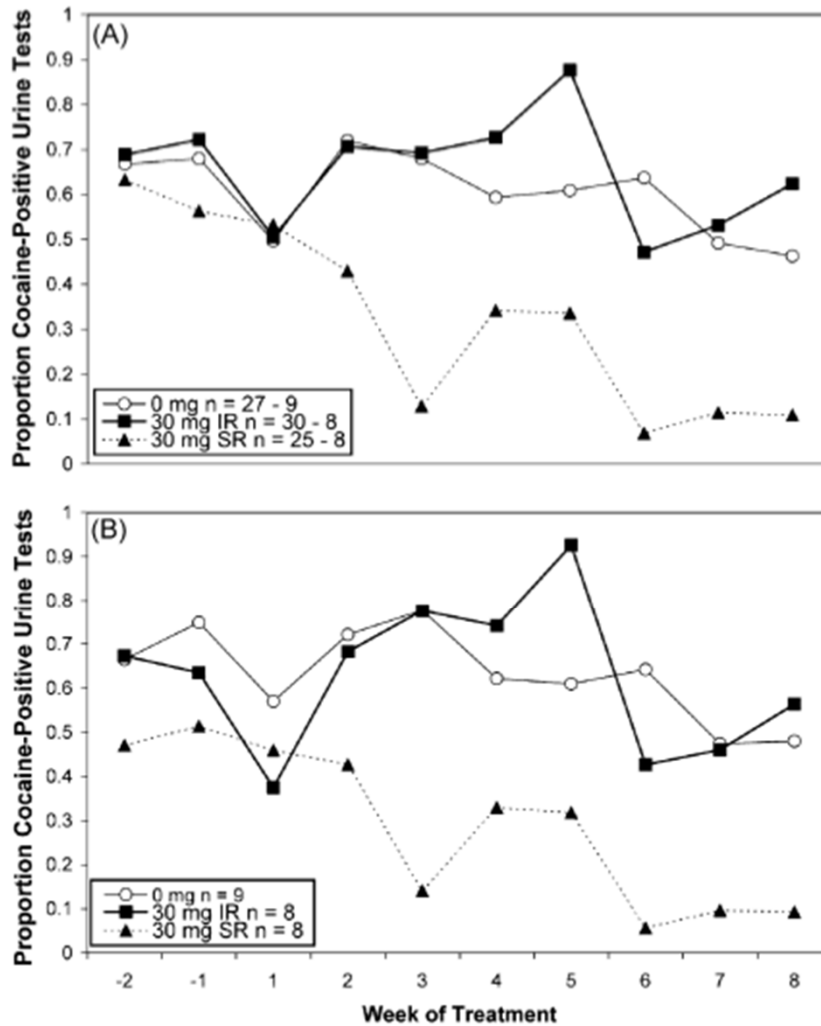 (A)
Proportion Cocaine-Positive Urine Tests
1
0.9
0.8
0.7
0.6
0.5
0.4
0.3
0.2
0.1
0
0 mg n = 27 - 9
30 mg IR n = 30 - 8
30 mg SR n = 25 - 8
(B)
Proportion Cocaine-Positive Urine Tests
1
0.9
0.8
0.7
0.6
0.5
0.4
0.3
0.2
0.1
0
0 mg n = 9
30 mg IR n = 8
30 mg SR n = 8
-2 -1 1 2 3 4 5 6 7 8
Week of Treatment